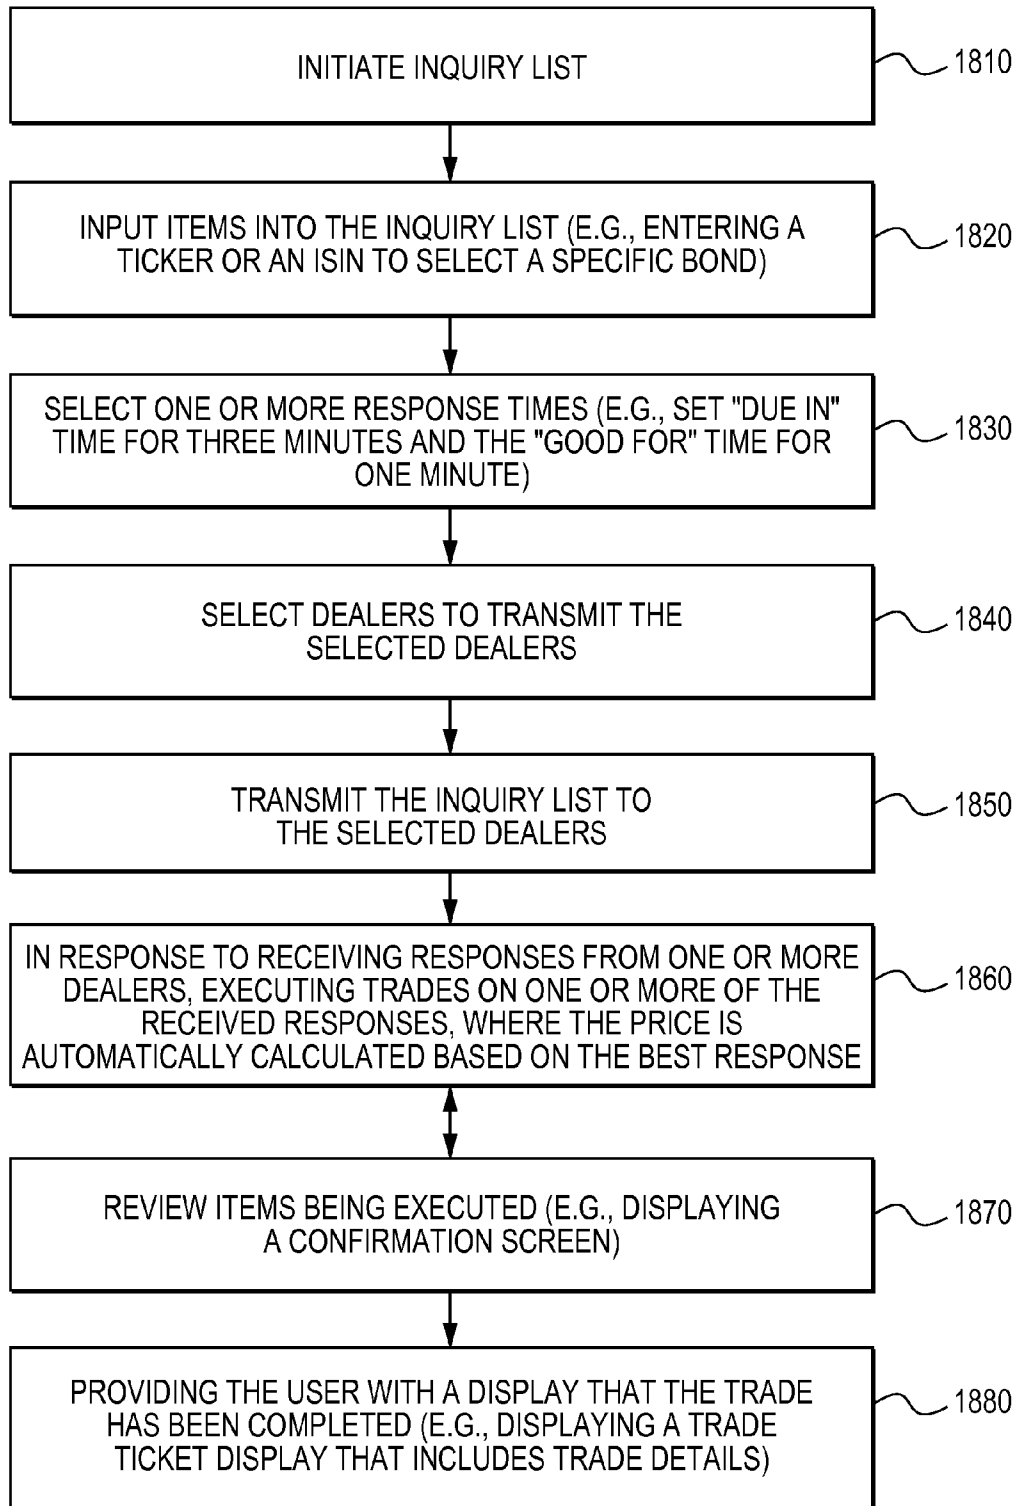 INITIATE INQUIRY LIST
1810
INPUT ITEMS INTO THE INQUIRY LIST (E.G., ENTERING A
TICKER OR AN ISIN TO SELECT A SPECIFIC BOND)
1820
SELECT ONE OR MORE RESPONSE TIMES (E.G., SET "DUE IN"
TIME FOR THREE MINUTES AND THE "GOOD FOR" TIME FOR
ONE MINUTE)
1830
SELECT DEALERS TO TRANSMIT THE
SELECTED DEALERS
1840
TRANSMIT THE INQUIRY LIST TO
THE SELECTED DEALERS
1850
IN RESPONSE TO RECEIVING RESPONSES FROM ONE OR MORE
DEALERS, EXECUTING TRADES ON ONE OR MORE OF THE
RECEIVED RESPONSES, WHERE THE PRICE IS
AUTOMATICALLY CALCULATED BASED ON THE BEST RESPONSE
1860
REVIEW ITEMS BEING EXECUTED (E.G., DISPLAYING
A CONFIRMATION SCREEN)
1870
PROVIDING THE USER WITH A DISPLAY THAT THE TRADE
HAS BEEN COMPLETED (E.G., DISPLAYING A TRADE
TICKET DISPLAY THAT INCLUDES TRADE DETAILS)
1880